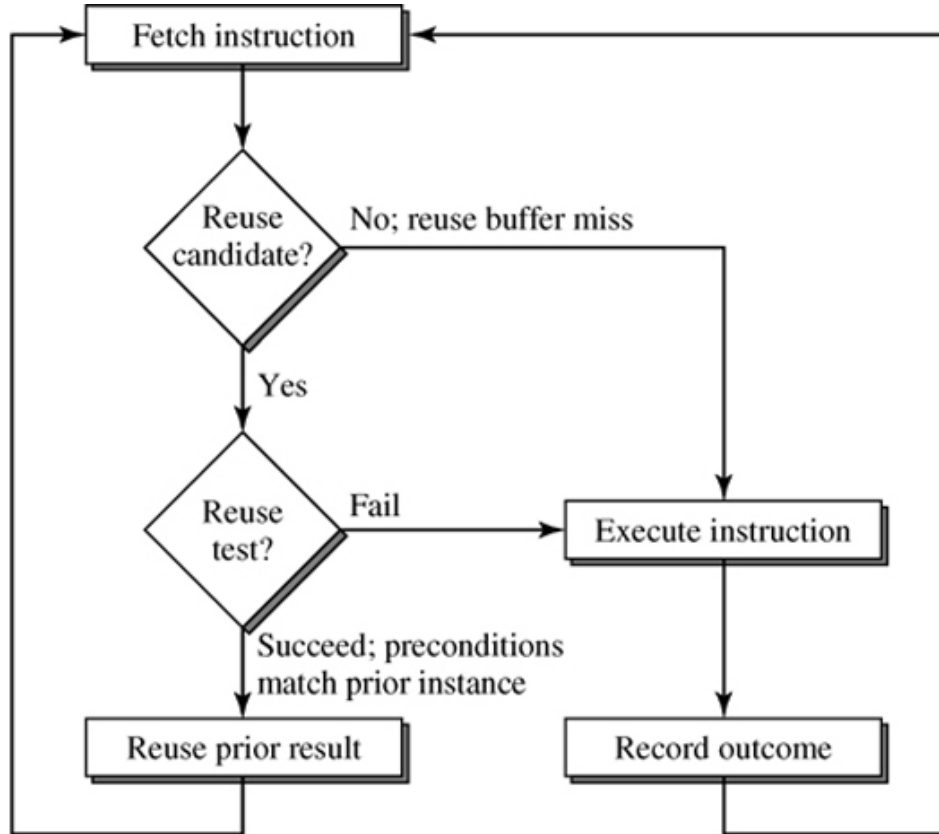 Fetch instruction
Reuse
candidate?
No; reuse buffer miss
Yes
Reuse
test?
Fail
Execute instruction
Succeed; preconditions
match prior instance
Reuse prior result
Record outcome